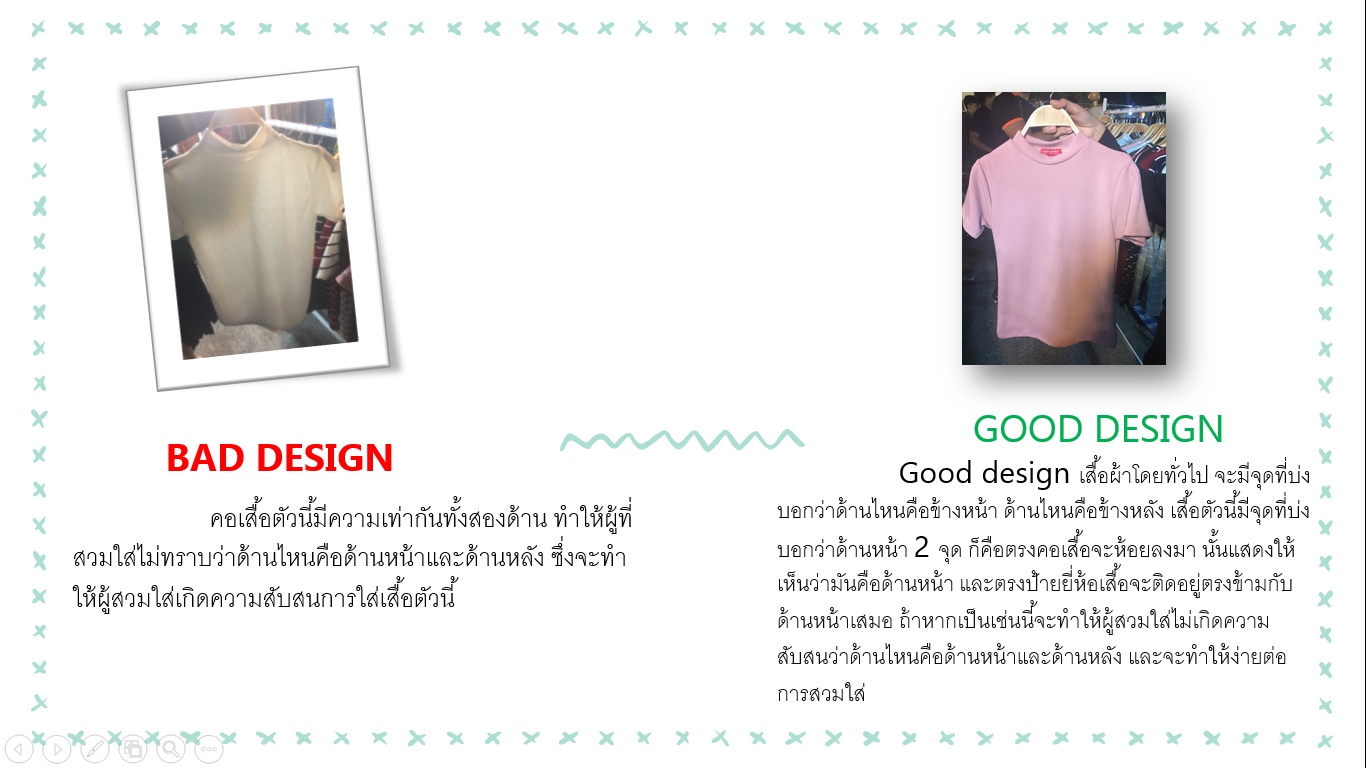 BAD DESIGN
คอเสื้อตัวนี้มีความเท่ากันทั้งสองด้าน ทำให้ผู้ที่
สวมใส่ไม่ทราบว่าด้านไหนคือด้านหน้าและด้านหลัง ซึ่งจะทำ
ให้ผู้สวมใส่เกิดความสับสนการใส่เสื้อตัวนี้
GOOD DESIGN
Good design เสื้อผ้าโดยทั่วไป จะมีจุดที่บ่ง
บอกว่าด้านไหนคือข้างหน้า ด้านไหนคือข้างหลัง เสื้อตัวนี้มีจุดที่บ่ง
บอกว่าด้านหน้า 2 จุด ก็คือตรงคอเสื้อจะห้อยลงมา นั้นแสดงให้
เห็นว่ามันคือด้านหน้า และตรงป้ายยี่ห้อเสื้อจะติดอยู่ตรงข้ามกับ
ด้านหน้าเสมอ ถ้าหากเป็นเช่นนี้จะทำให้ผู้สวมใส่ไม่เกิดความ
สับสนว่าด้านไหนคือด้านหน้าและด้านหลัง และจะทำให้ง่ายต่อ
การสวมใส่